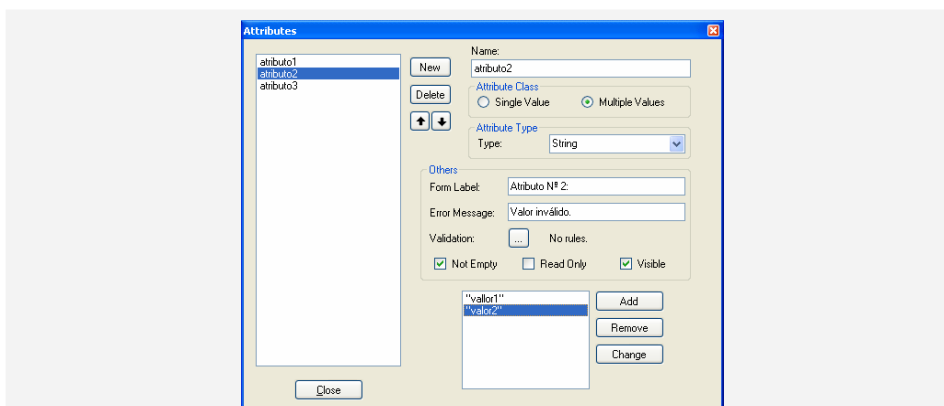 Attributes
atributo1
atributo2
atributo3
New
Delete
Name:
atributo2
Attribute Class
Single Value Multiple Values
Attribute Type
Type: String
Others
Form Label: Atributo Nº 2:
Error Message: Valor inválido.
Validation: ... No rules.
Not Empty Read Only Visible
"vallor1"
"valor2"
Add
Remove
Change
Close